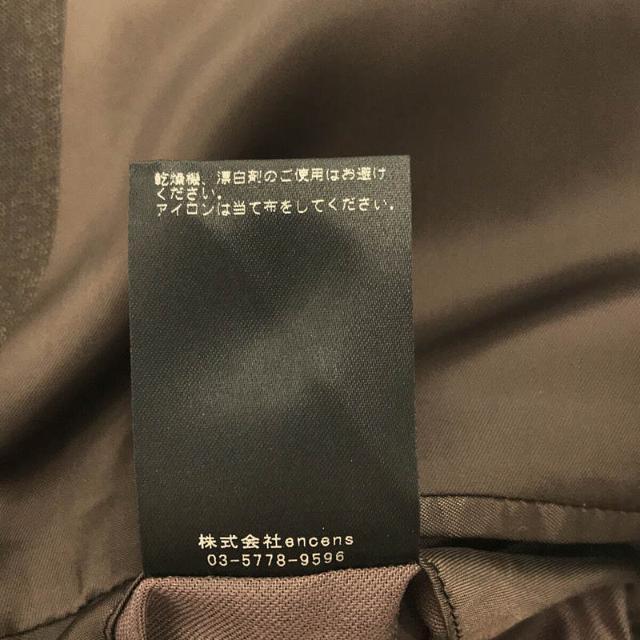 乾燥機、漂白剤のご使用はお避け
ください。
アイロンは当て布をしてください。
株式会社encens
03-5778-9596